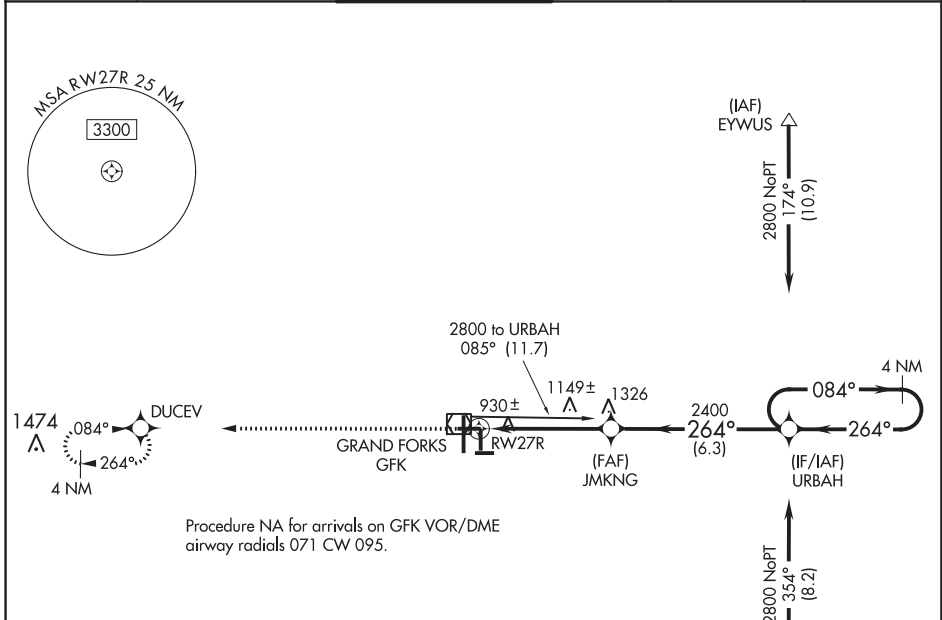 MSA RW27R 25 NM
3300
(IAF)
EYWUS
2800 NoPT
174°
(10.9)
2800 to URBAH
085° (11.7)
4 NM
084°
1149±
1326
930±
2400
264°
(6.3)
264°
1474
084°
DUCEV
264°
4 NM
GRAND FORKS
GFK
RW27R
(FAF)
JMKNG
(IF/IAF)
URBAH
Procedure NA for arrivals on GFK VOR/DME
airway radials 071 CW 095.
2800 NoPT
354°
(8.2)